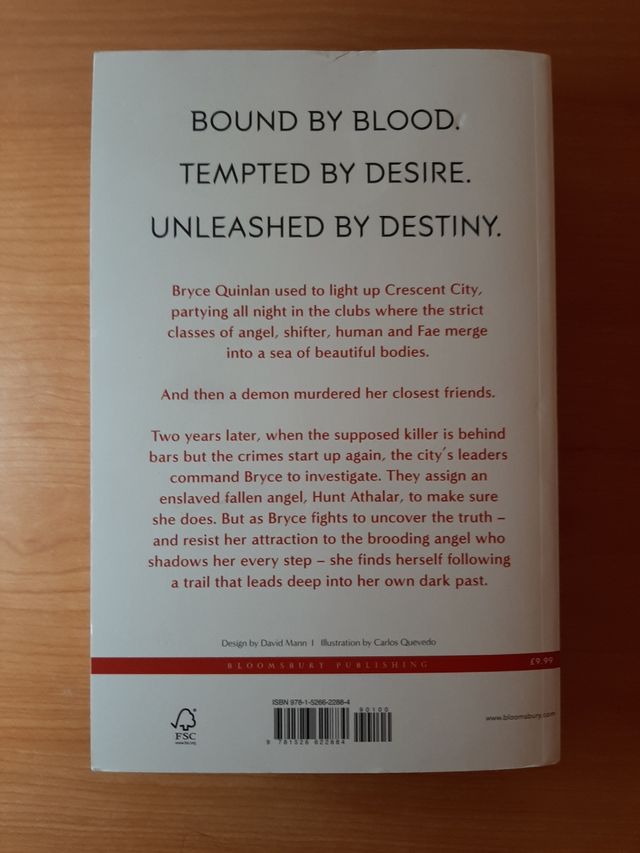 BOUND BY BLOOD.
TEMPTED BY DESIRE.
UNLEASHED BY DESTINY.
Bryce Quinlan used to light up Crescent City,
partying all night in the clubs where the strict
classes of angel, shifter, human and Fae merge
into a sea of beautiful bodies.
And then a demon murdered her closest friends.
Two years later, when the supposed killer is behind
bars but the crimes start up again, the city's leaders
command Bryce to investigate. They assign an
enslaved fallen angel, Hunt Athalar, to make sure
she does. But as Bryce fights to uncover the truth –
and resist her attraction to the brooding angel who
shadows her every step – she finds herself following
a trail that leads deep into her own dark past.
Design by David Mann I Illustration by Carlos Quevedo
BLOOMSBURY PUBLISHING
£9.99
ISBN 978-1-5266-2288-4
90100
9 781526 622884
FSC
www.fsc.org
www.bloomsbury.com